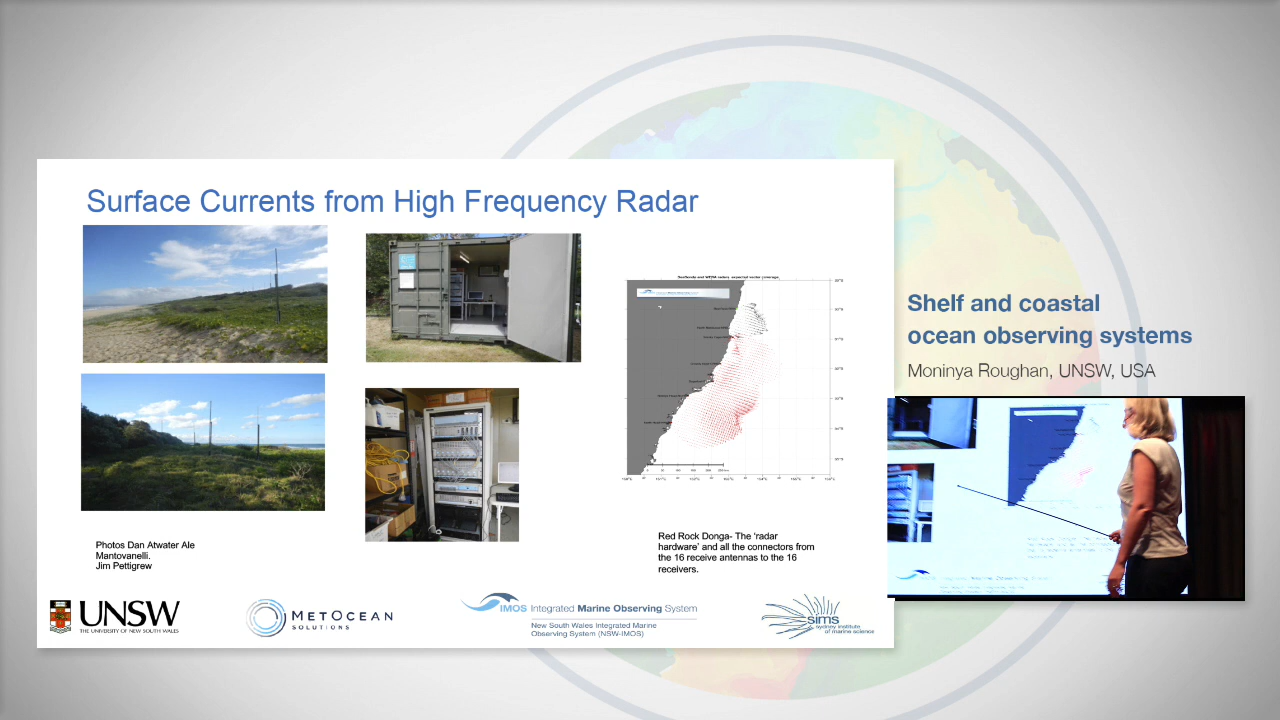 Surface Currents from High Frequency Radar
Shelf and coastal
ocean observing systems
Moninya Roughan, UNSW, USA
Photos Dan Atwater Ale
Mantovanelli.
Jim Pettigrew
Red Rock Donga- The ‘radar
hardware’ and all the connectors from
the 16 receive antennas to the 16
receivers.
UNSW
THE UNIVERSITY OF NEW SOUTH WALES
METOCEAN
SOLUTIONS
IMOS Integrated Marine Observing System
New South Wales Integrated Marine
Observing System (NSW-IMOS)
sims
sydney institute
of marine science